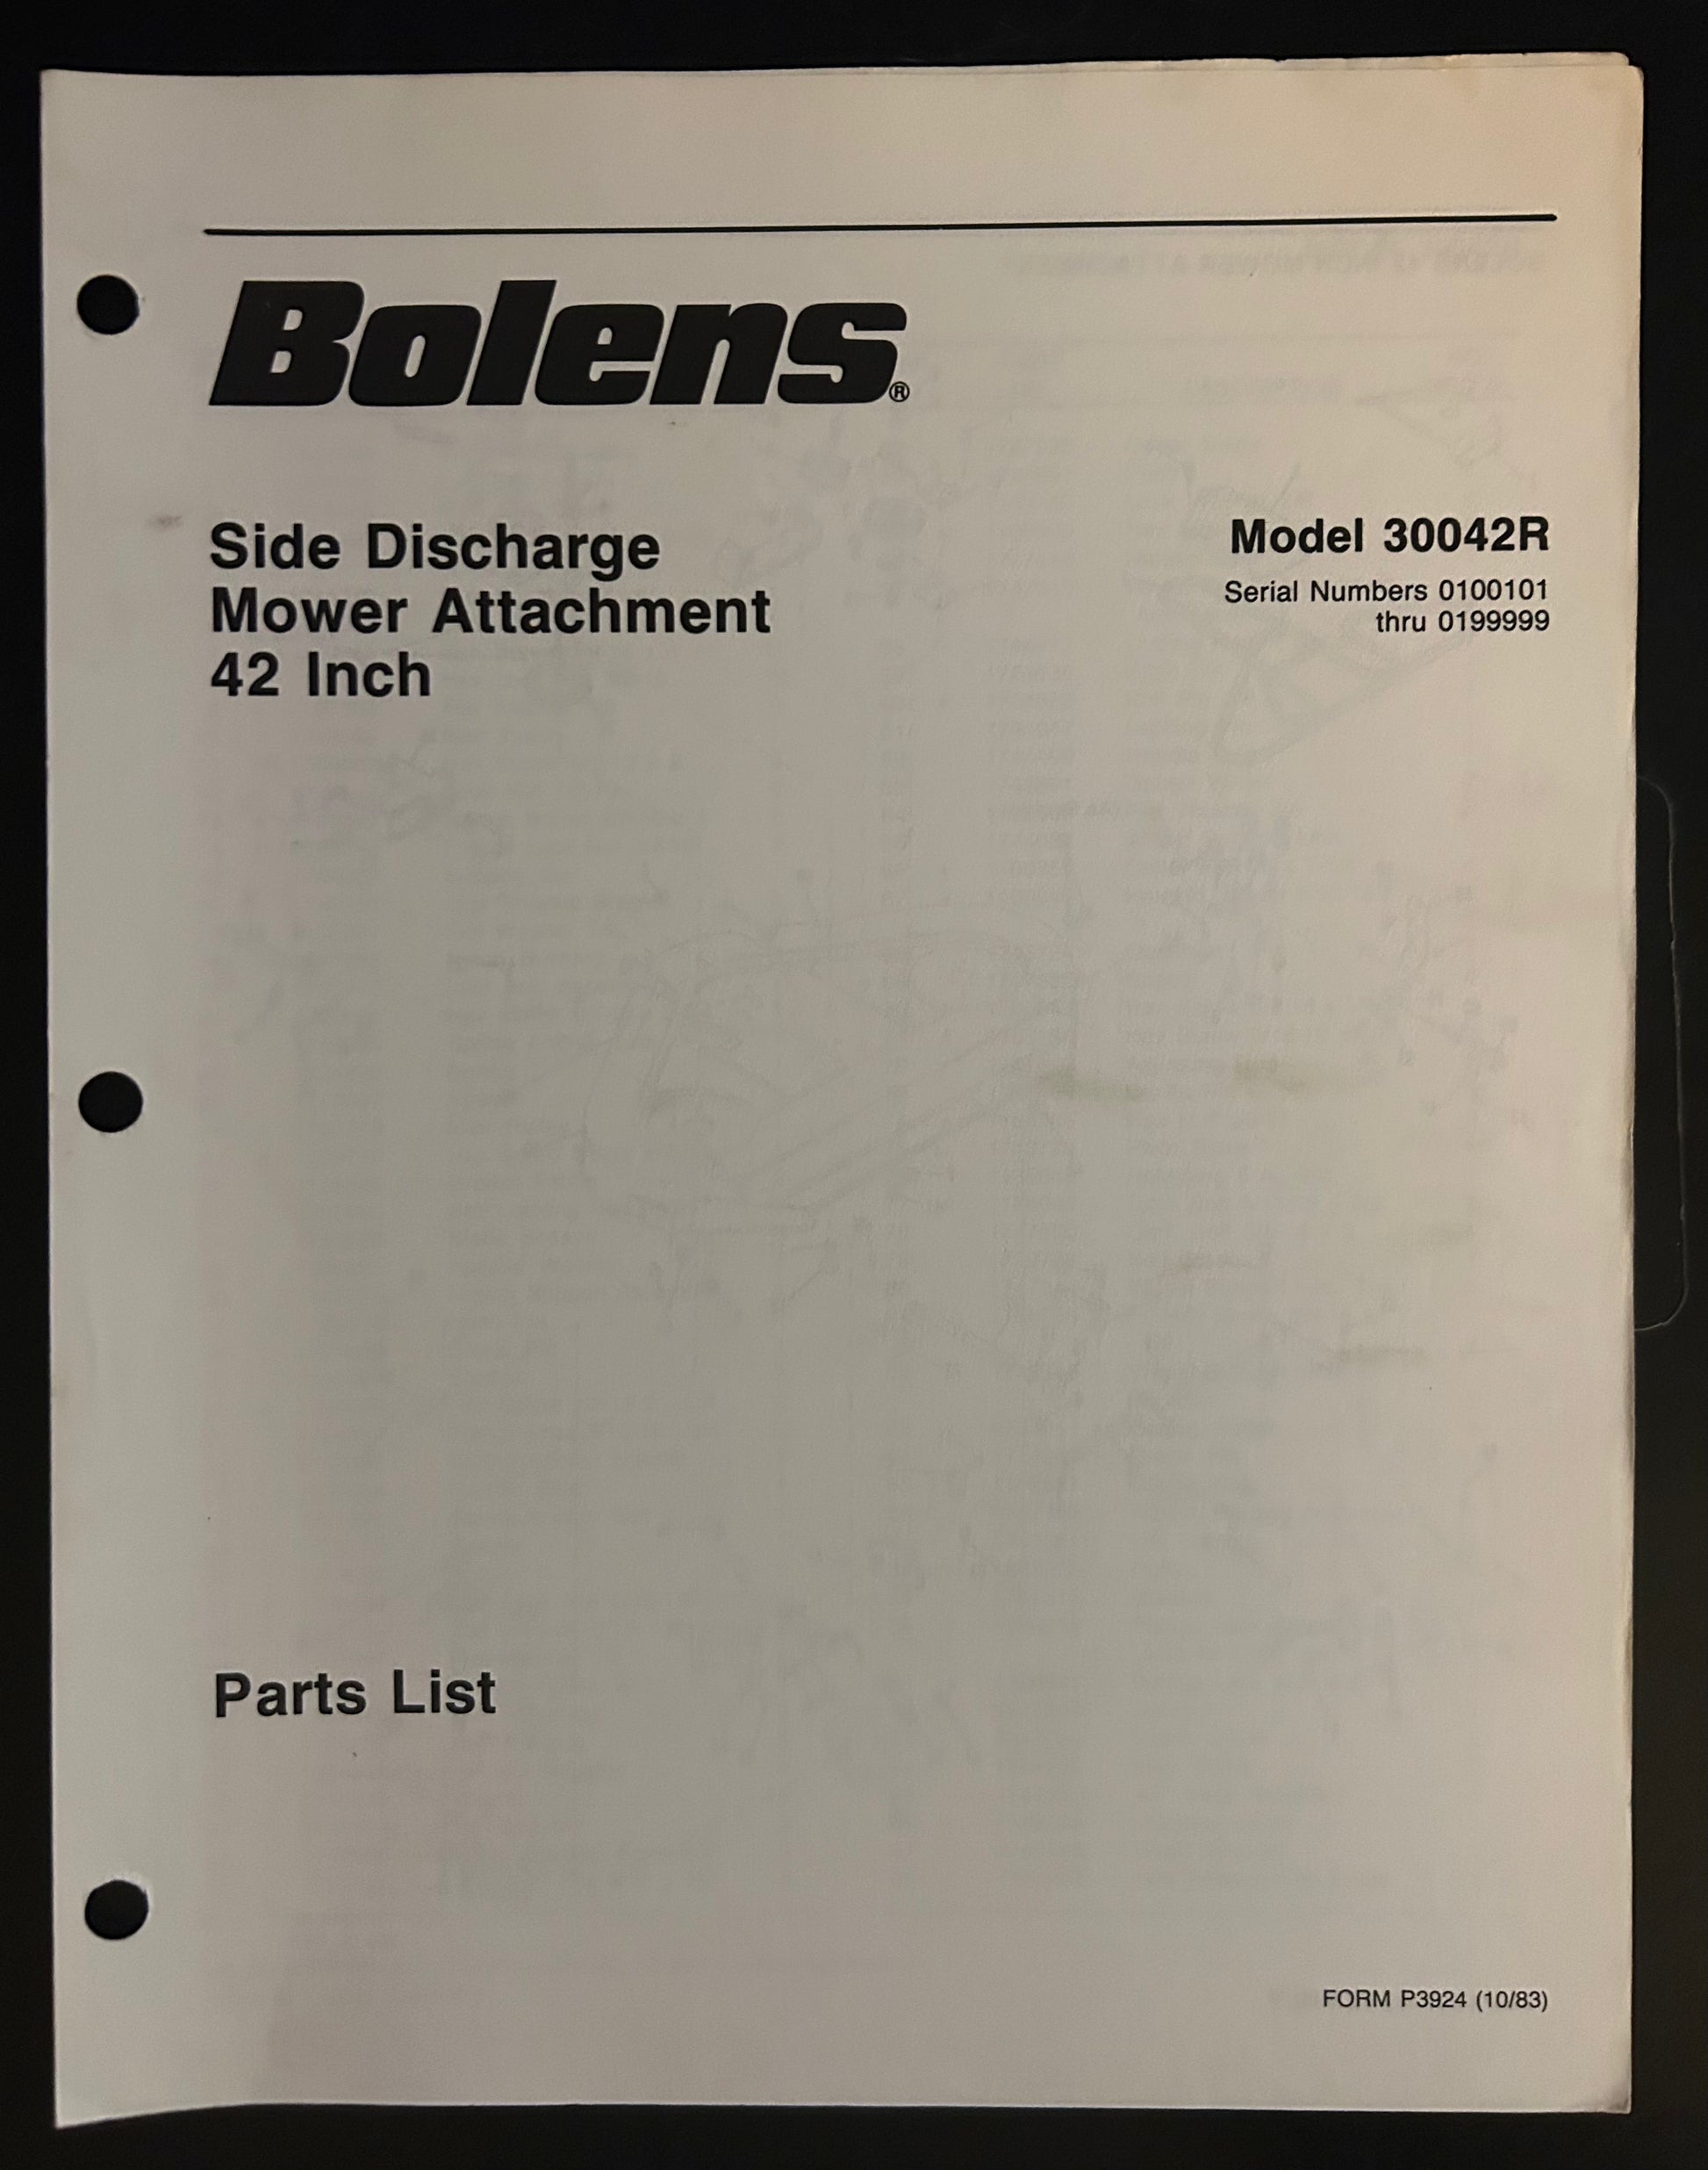 Bolens®
Side Discharge
Mower Attachment
42 Inch
Model 30042R
Serial Numbers 0100101
thru 0199999
Parts List
FORM P3924 (10/83)